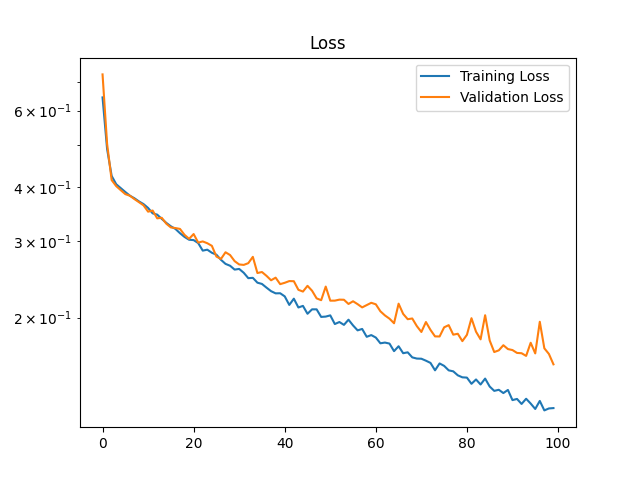 Loss
Training Loss
Validation Loss
6 × 10⁻¹
4 × 10⁻¹
3 × 10⁻¹
2 × 10⁻¹
0 20 40 60 80 100